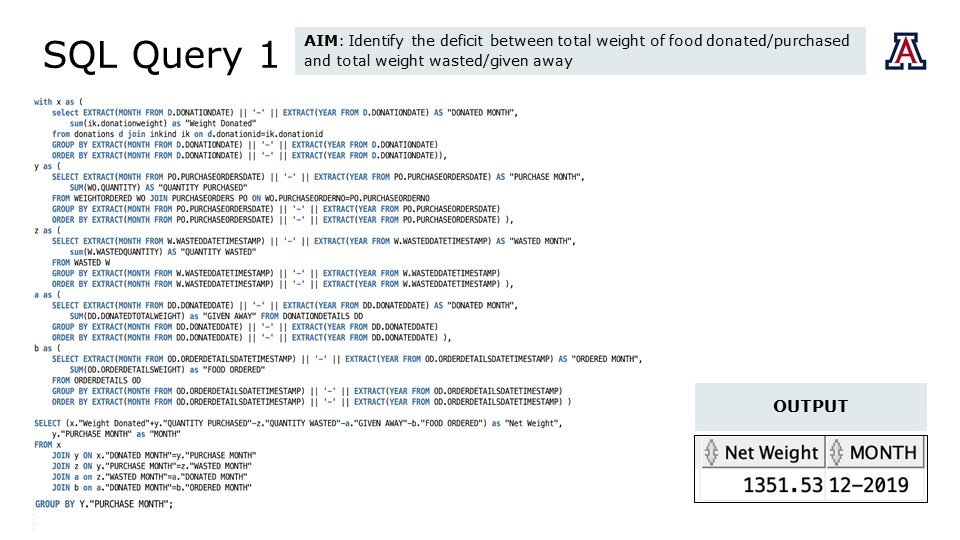 SQL Query 1
AIM: Identify the deficit between total weight of food donated/purchased
and total weight wasted/given away
A
with x as (
select EXTRACT(MONTH FROM D.DONATIONDATE) || '-' || EXTRACT(YEAR FROM D.DONATIONDATE) AS "DONATED MONTH",
sum(ik.donationweight) as "Weight Donated"
from donations d join inkind ik on d.donationid=ik.donationid
GROUP BY EXTRACT(MONTH FROM D.DONATIONDATE) || '-' || EXTRACT(YEAR FROM D.DONATIONDATE)
ORDER BY EXTRACT(MONTH FROM D.DONATIONDATE) || '-' || EXTRACT(YEAR FROM D.DONATIONDATE)),
y as (
SELECT EXTRACT(MONTH FROM PO.PURCHASEORDERSDATE) || '-' || EXTRACT(YEAR FROM PO.PURCHASEORDERSDATE) AS "PURCHASE MONTH",
SUM(WO.QUANTITY) AS "QUANTITY PURCHASED"
FROM WEIGHTORDERED WO JOIN PURCHASEORDERS PO ON WO.PURCHASEORDERNO=PO.PURCHASEORDERNO
GROUP BY EXTRACT(MONTH FROM PO.PURCHASEORDERSDATE) || '-' || EXTRACT(YEAR FROM PO.PURCHASEORDERSDATE)
ORDER BY EXTRACT(MONTH FROM PO.PURCHASEORDERSDATE) || '-' || EXTRACT(YEAR FROM PO.PURCHASEORDERSDATE) ),
z as (
SELECT EXTRACT(MONTH FROM W.WASTEDDATETIMESTAMP) || '-' || EXTRACT(YEAR FROM W.WASTEDDATETIMESTAMP) AS "WASTED MONTH",
sum(W.WASTEDQUANTITY) AS "QUANTITY WASTED"
FROM WASTED W
GROUP BY EXTRACT(MONTH FROM W.WASTEDDATETIMESTAMP) || '-' || EXTRACT(YEAR FROM W.WASTEDDATETIMESTAMP)
ORDER BY EXTRACT(MONTH FROM W.WASTEDDATETIMESTAMP) || '-' || EXTRACT(YEAR FROM W.WASTEDDATETIMESTAMP) ),
a as (
SELECT EXTRACT(MONTH FROM DD.DONATEDDATE) || '-' || EXTRACT(YEAR FROM DD.DONATEDDATE) AS "DONATED MONTH",
SUM(DD.DONATEDTOTALWEIGHT) as "GIVEN AWAY" FROM DONATIONDETAILS DD
GROUP BY EXTRACT(MONTH FROM DD.DONATEDDATE) || '-' || EXTRACT(YEAR FROM DD.DONATEDDATE)
ORDER BY EXTRACT(MONTH FROM DD.DONATEDDATE) || '-' || EXTRACT(YEAR FROM DD.DONATEDDATE) ),
b as (
SELECT EXTRACT(MONTH FROM OD.ORDERDETAILSDATETIMESTAMP) || '-' || EXTRACT(YEAR FROM OD.ORDERDETAILSDATETIMESTAMP) AS "ORDERED MONTH",
SUM(OD.ORDERDETAILSWEIGHT) as "FOOD ORDERED"
FROM ORDERDETAILS OD
GROUP BY EXTRACT(MONTH FROM OD.ORDERDETAILSDATETIMESTAMP) || '-' || EXTRACT(YEAR FROM OD.ORDERDETAILSDATETIMESTAMP)
ORDER BY EXTRACT(MONTH FROM OD.ORDERDETAILSDATETIMESTAMP) || '-' || EXTRACT(YEAR FROM OD.ORDERDETAILSDATETIMESTAMP) )
SELECT (x."Weight Donated"+y."QUANTITY PURCHASED"-z."QUANTITY WASTED"-a."GIVEN AWAY"-b."FOOD ORDERED") as "Net Weight",
y."PURCHASE MONTH" as "MONTH"
FROM x
JOIN y ON x."DONATED MONTH"=y."PURCHASE MONTH"
JOIN z ON y."PURCHASE MONTH"=z."WASTED MONTH"
JOIN a on z."WASTED MONTH"=a."DONATED MONTH"
JOIN b on a."DONATED MONTH"=b."ORDERED MONTH"
GROUP BY Y."PURCHASE MONTH";
OUTPUT
Net Weight MONTH
1351.53 12-2019